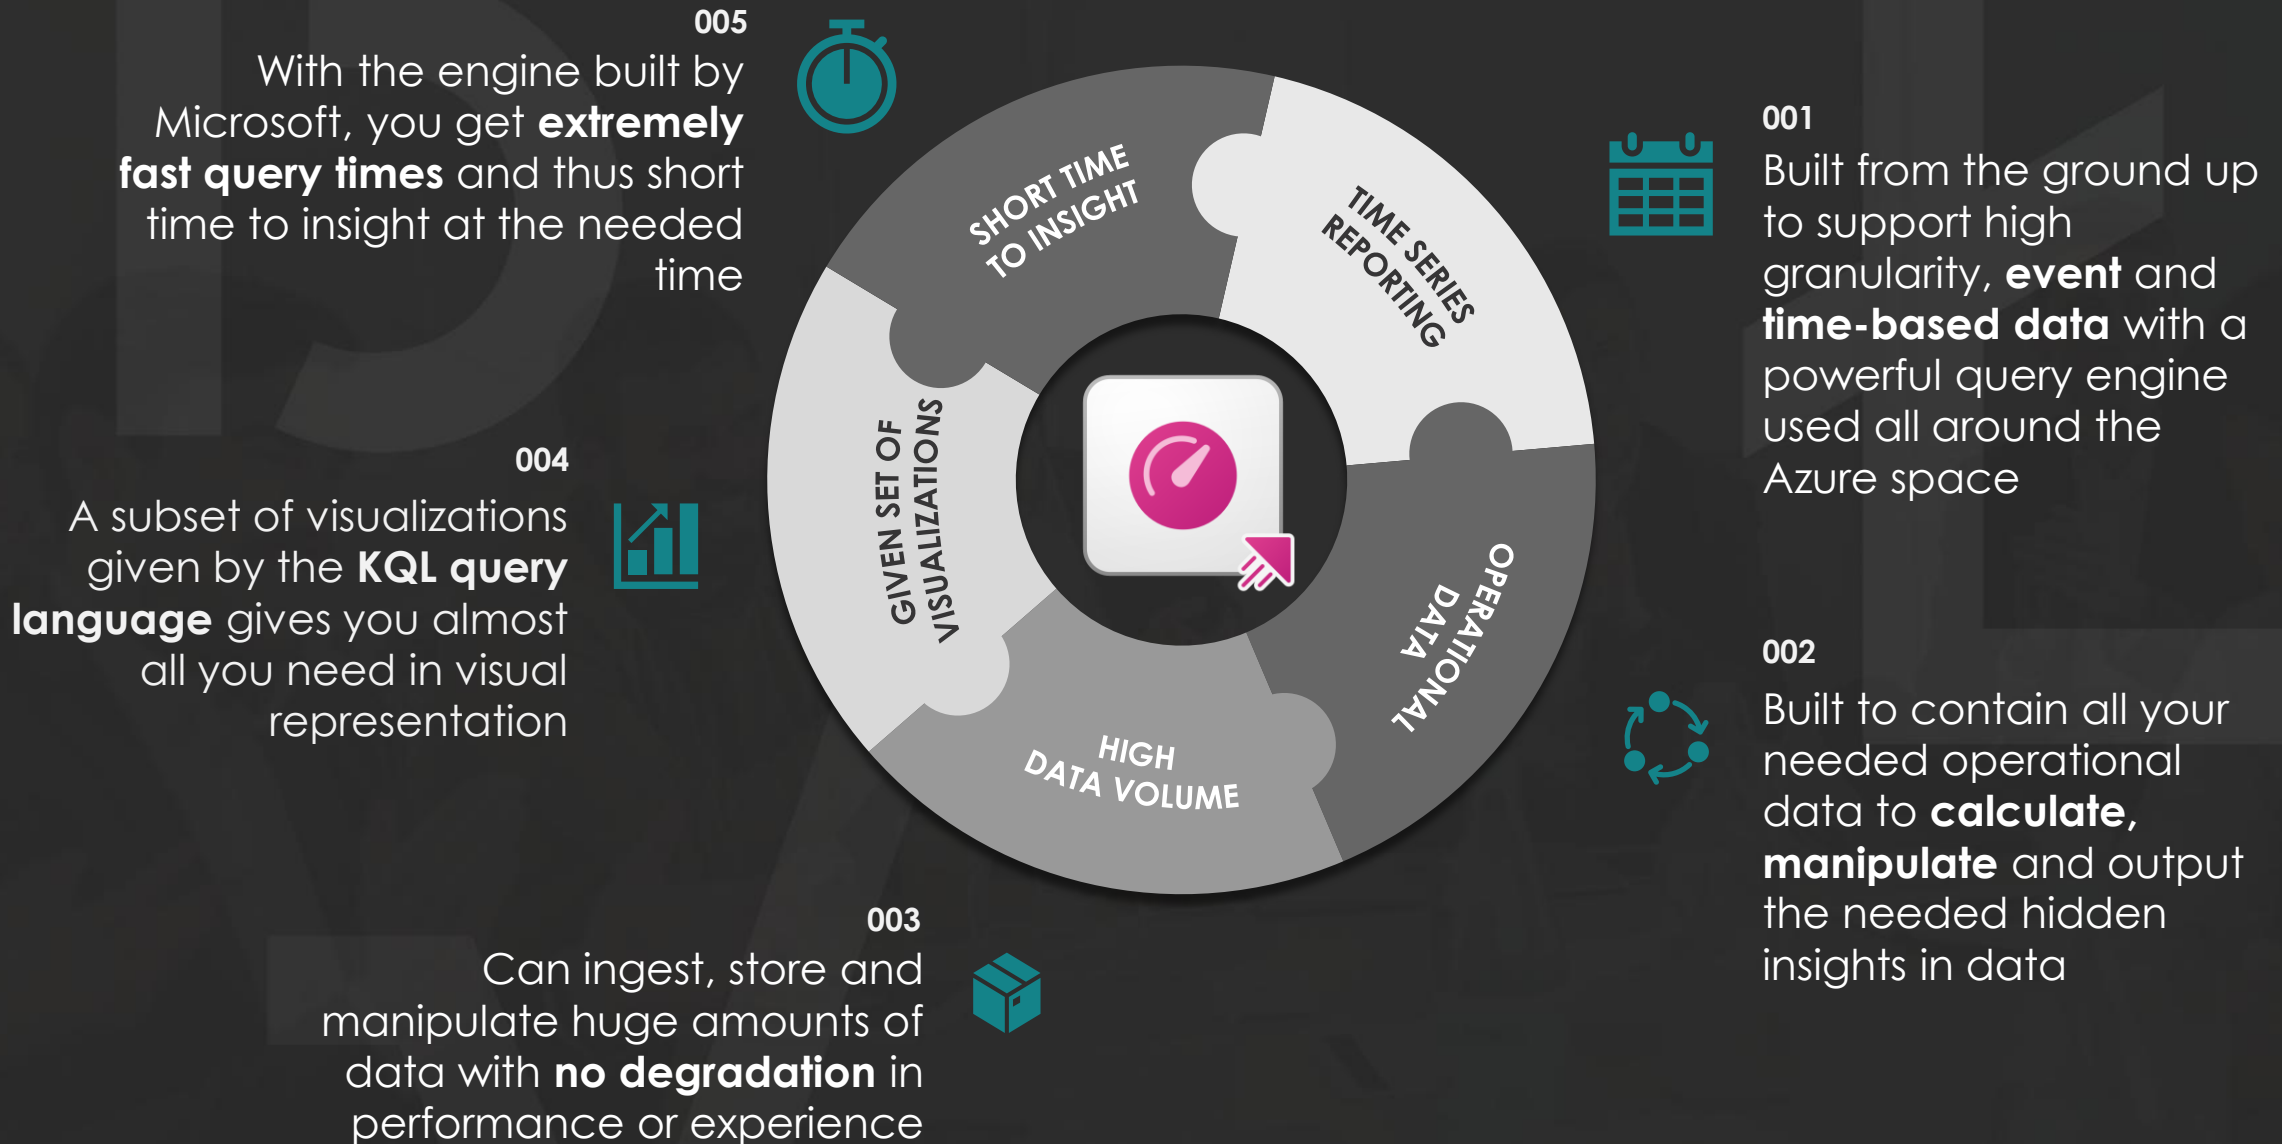 005
With the engine built by
Microsoft, you get extremely
fast query times and thus short
time to insight at the needed
time
004
A subset of visualizations
given by the KQL query
language gives you almost
all you need in visual
representation
003
Can ingest, store and
manipulate huge amounts of
data with no degradation in
performance or experience
SHORT TIME
TO INSIGHT
TIME SERIES
REPORTING
GIVEN SET OF
VISUALIZATIONS
OPERATIONAL
DATA
HIGH
DATA VOLUME
001
Built from the ground up
to support high
granularity, event and
time-based data with a
powerful query engine
used all around the
Azure space
002
Built to contain all your
needed operational
data to calculate,
manipulate and output
the needed hidden
insights in data